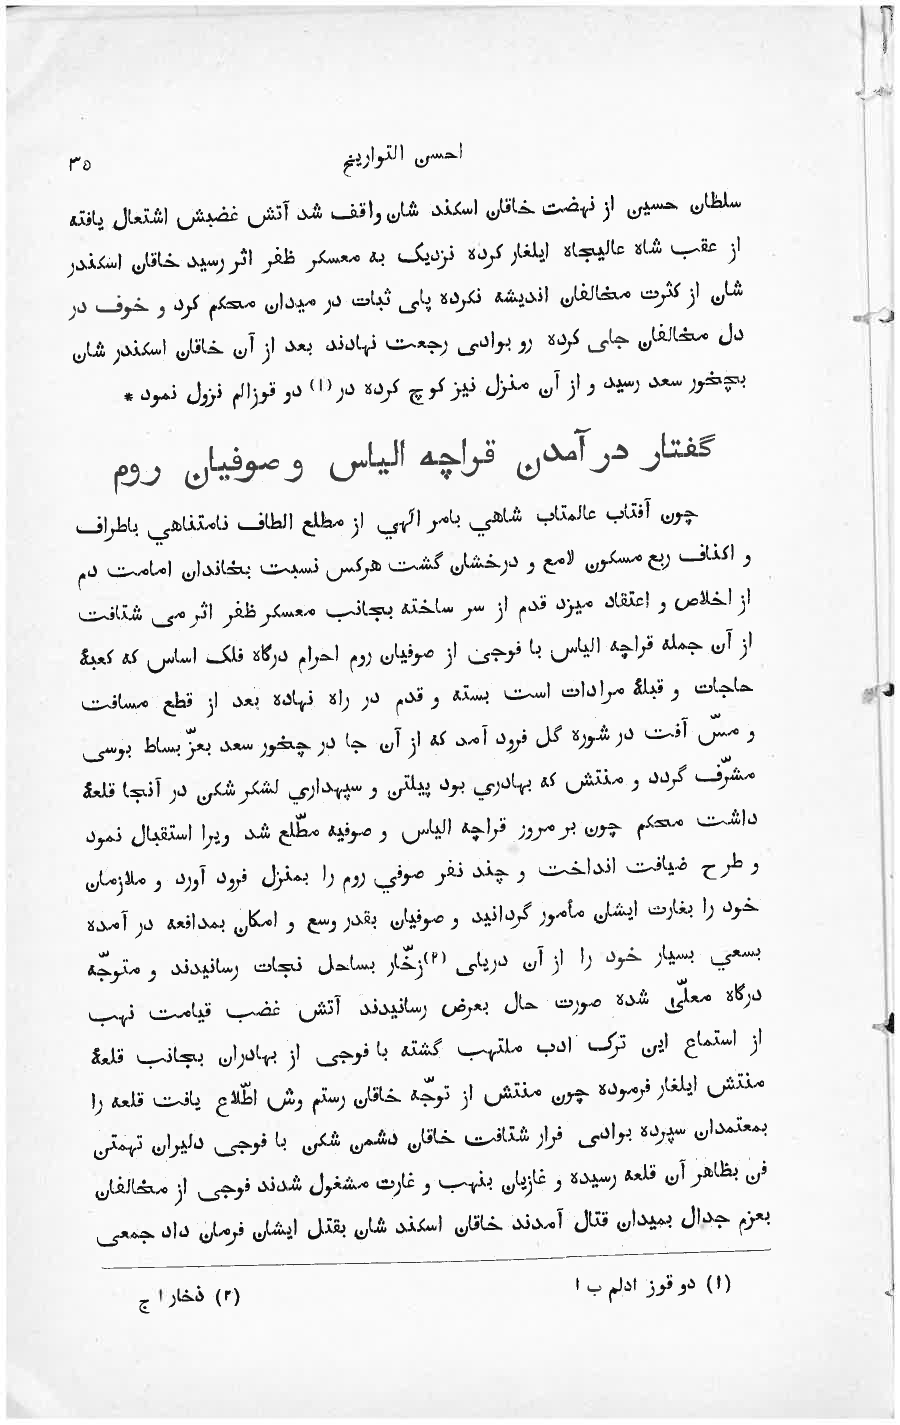 احسن التواریخ ۳۵
سلطان حسین از نهضت خاقان اسکند شان واقف شد آتش غضبش اشتعال یافته
از عقب شاه عالیجاه ایلغار کرده نزدیک به معسکر ظفر اثر رسید خاقان اسکندر
شان از کثرت مخالفان اندیشه نکرده پای ثبات در میدان محکم کرد و خوف در
دل مخالفان جای کرده رو بوادی رجعت نهادند بعد از آن خاقان اسکندر شان
بچخور سعد رسید و از آن منزل نیز کوچ کرده در (۱) دو قوزالم نزول نمود *
گفتار در آمدن قراچه الیاس و صوفیان روم
چون آفتاب عالمتاب شاهي بامر الٰهي از مطلع الطاف نامتناهي باطراف
و اکناف ربع مسکون لامع و درخشان گشت هرکس نسبت بخاندان امامت دم
از اخلاص و اعتقاد میزد قدم از سر ساخته بجانب معسکر ظفر اثر می شتافت
از آن جمله قراچه الیاس با فوجی از صوفیان روم احرام درگاه فلک اساس که کعبهٔ
حاجات و قبلهٔ مرادات است بسته و قدم در راه نهاده بعد از قطع مسافت
و مسّ آفت در شوره گل فرود آمد که از آن جا در چخور سعد بعزّ بساط بوسی
مشرّف گردد و منتش که بهادري بود پیلتن و سپهداري لشکر شکن در آنجا قلعهٔ
داشت محکم چون بر مرور قراچه الیاس و صوفیه مطّلع شد ویرا استقبال نمود
و طرح ضیافت انداخت و چند نفر صوفي روم را بمنزل فرود آورد و ملازمان
خود را بغارت ایشان مأمور گردانید و صوفیان بقدر وسع و امکان بمدافعه در آمده
بسعي بسیار خود را از آن دریای (۲) زخّار بساحل نجات رسانیدند و متوجّه
درگاه معلّی شده صورت حال بعرض رسانیدند آتش غضب قیامت نهب
از استماع این ترک ادب ملتهب گشته با فوجی از بهادران بجانب قلعهٔ
منتش ایلغار فرموده چون منتش از توجّه خاقان رستم وش اطّلاع یافت قلعه را
بمعتمدان سپرده بوادی فرار شتافت خاقان دشمن شکن با فوجی دلیران تهمتن
فن بظاهر آن قلعه رسیده و غازیان بنهب و غارت مشغول شدند فوجی از مخالفان
بعزم جدال بمیدان قتال آمدند خاقان اسکند شان بقتل ایشان فرمان داد جمعی
(۱) دو قوز ادلم ب ا (۲) ذخار ا ج